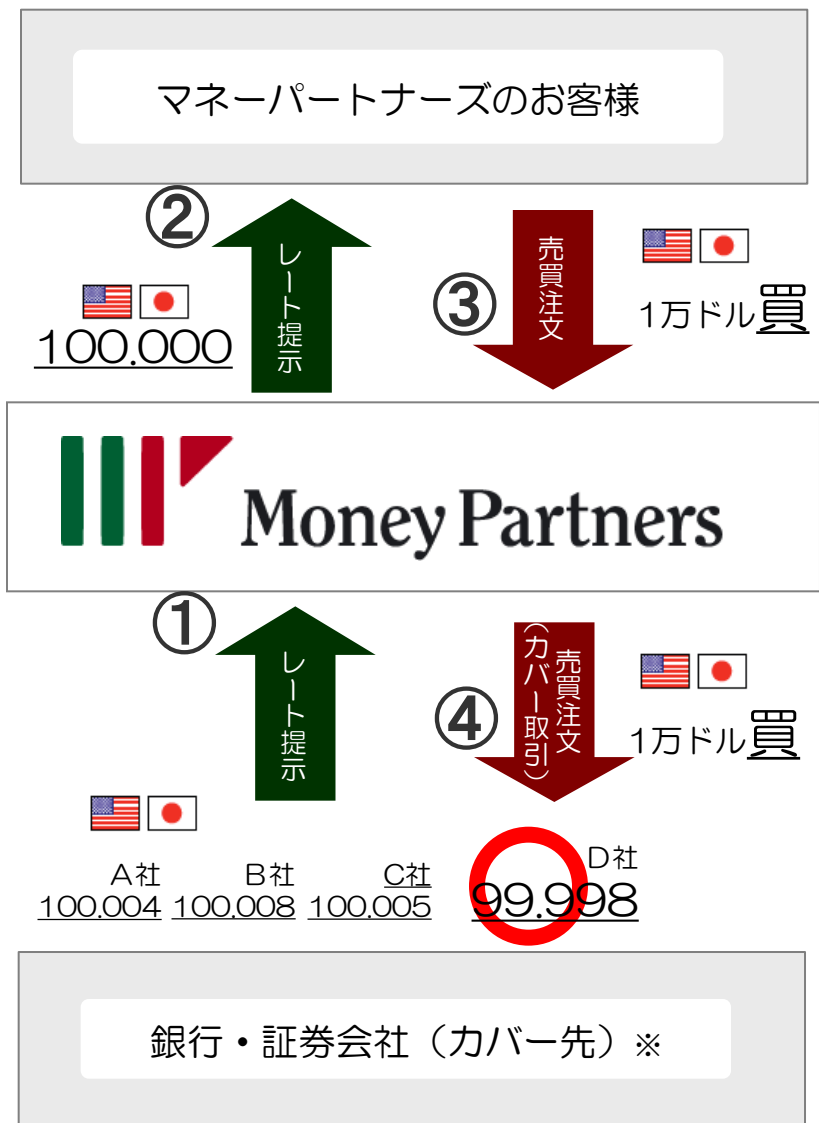 マネーパートナーズのお客様
②
レート提示
100.000
③
売買注文
1万ドル買
Money Partners
①
レート提示
④
売買注文
（カバー取引）
1万ドル買
A社 B社 C社 D社
100.004 100.008 100.005 99.998
銀行・証券会社（カバー先）※